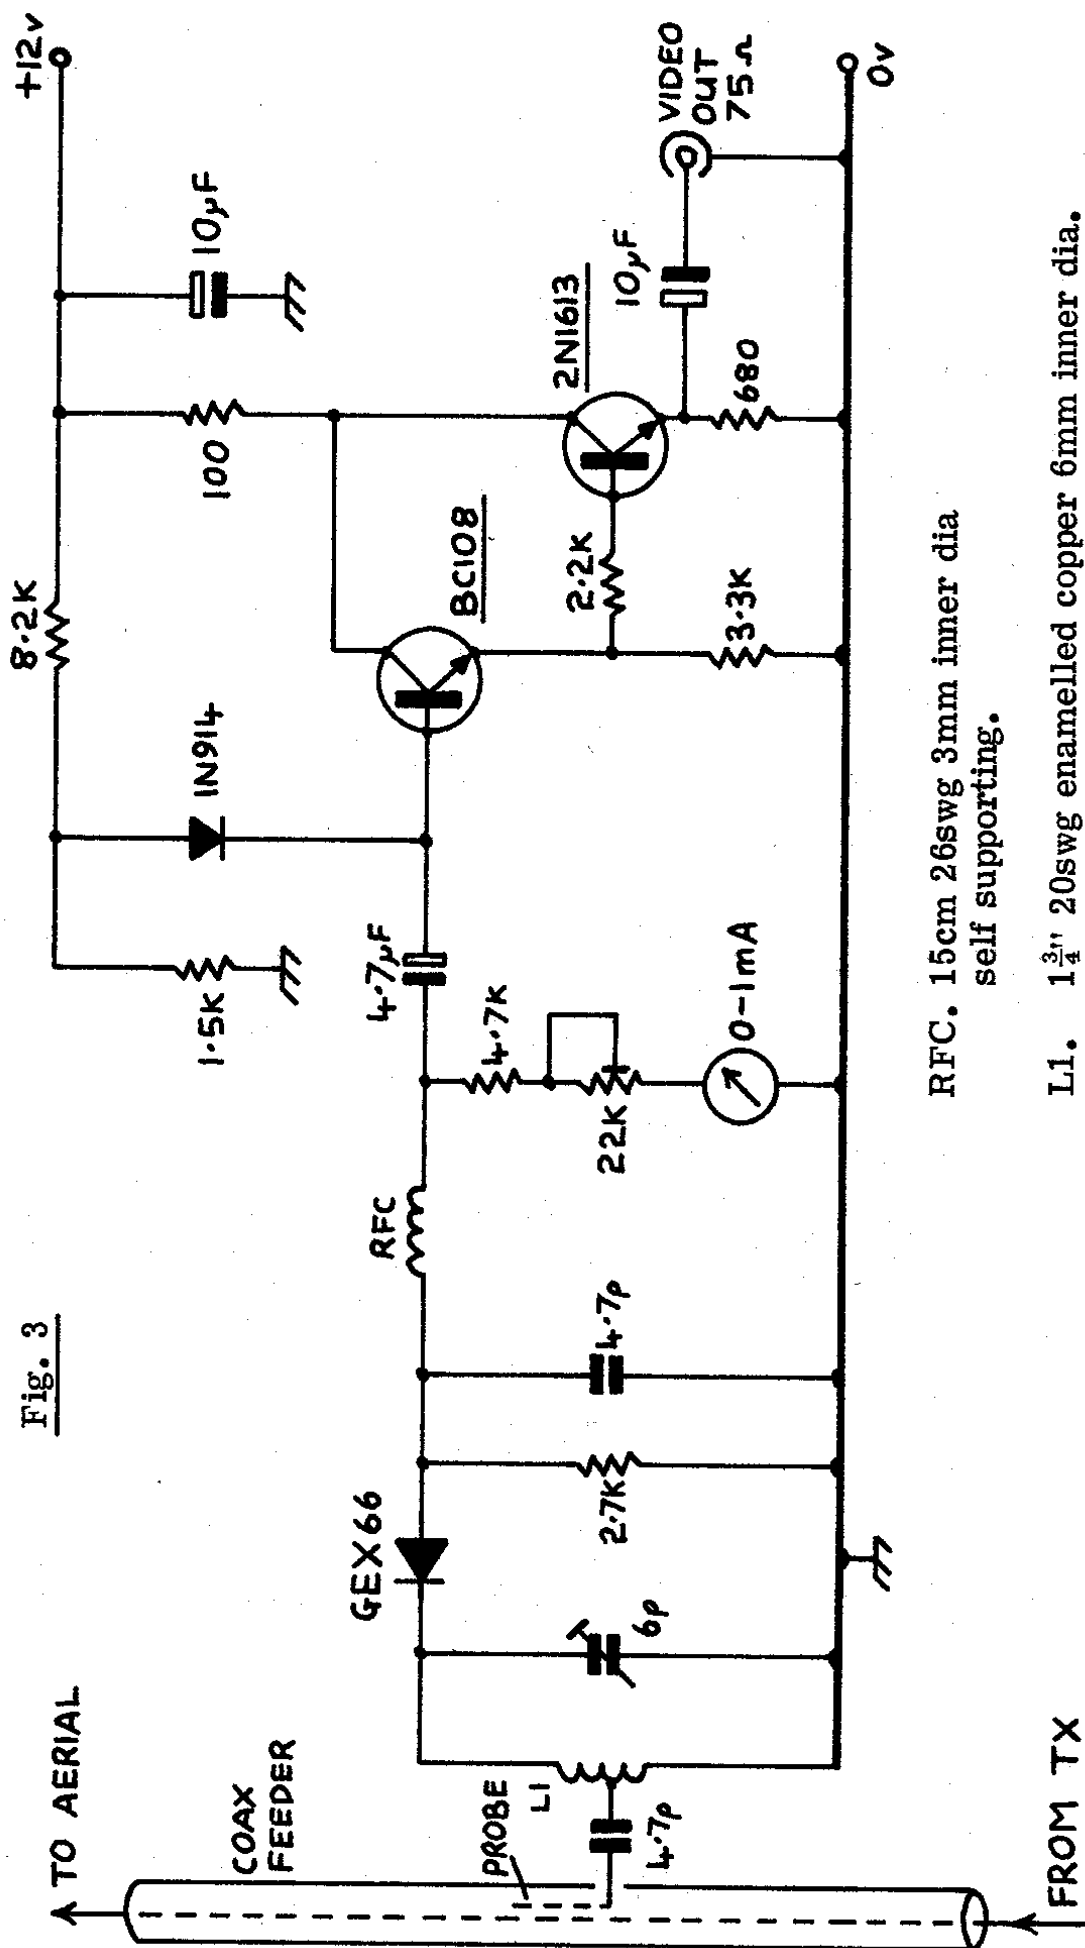 Fig. 3
TO AERIAL
COAX
FEEDER
PROBE
L1
4·7p
FROM TX
6p
GEX66
2·7K
4·7p
RFC
4·7K
22K
0-1mA
4·7µF
1·5K
1N914
8·2K
BC108
2·2K
3·3K
100
2N1613
680
10µF
10µF
+12v
VIDEO
OUT
75Ω
0v
RFC. 15cm 26swg 3mm inner dia
self supporting.
L1. 1¾" 20swg enamelled copper 6mm inner dia.